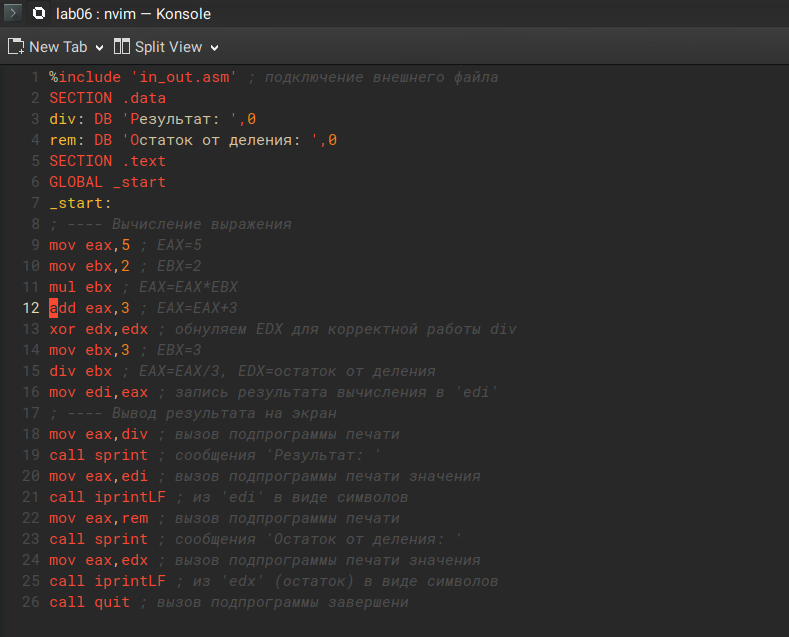 lab06 : nvim — Konsole
New Tab Split View
1 %include 'in_out.asm' ; подключение внешнего файла
2 SECTION .data
3 div: DB 'Результат: ',0
4 rem: DB 'Остаток от деления: ',0
5 SECTION .text
6 GLOBAL _start
7 _start:
8 ; ---- Вычисление выражения
9 mov eax,5 ; EAX=5
10 mov ebx,2 ; EBX=2
11 mul ebx ; EAX=EAX*EBX
12 add eax,3 ; EAX=EAX+3
13 xor edx,edx ; обнуляем EDX для корректной работы div
14 mov ebx,3 ; EBX=3
15 div ebx ; EAX=EAX/3, EDX=остаток от деления
16 mov edi,eax ; запись результата вычисления в 'edi'
17 ; ---- Вывод результата на экран
18 mov eax,div ; вызов подпрограммы печати
19 call sprint ; сообщения 'Результат: '
20 mov eax,edi ; вызов подпрограммы печати значения
21 call iprintLF ; из 'edi' в виде символов
22 mov eax,rem ; вызов подпрограммы печати
23 call sprint ; сообщения 'Остаток от деления: '
24 mov eax,edx ; вызов подпрограммы печати значения
25 call iprintLF ; из 'edx' (остаток) в виде символов
26 call quit ; вызов подпрограммы завершени